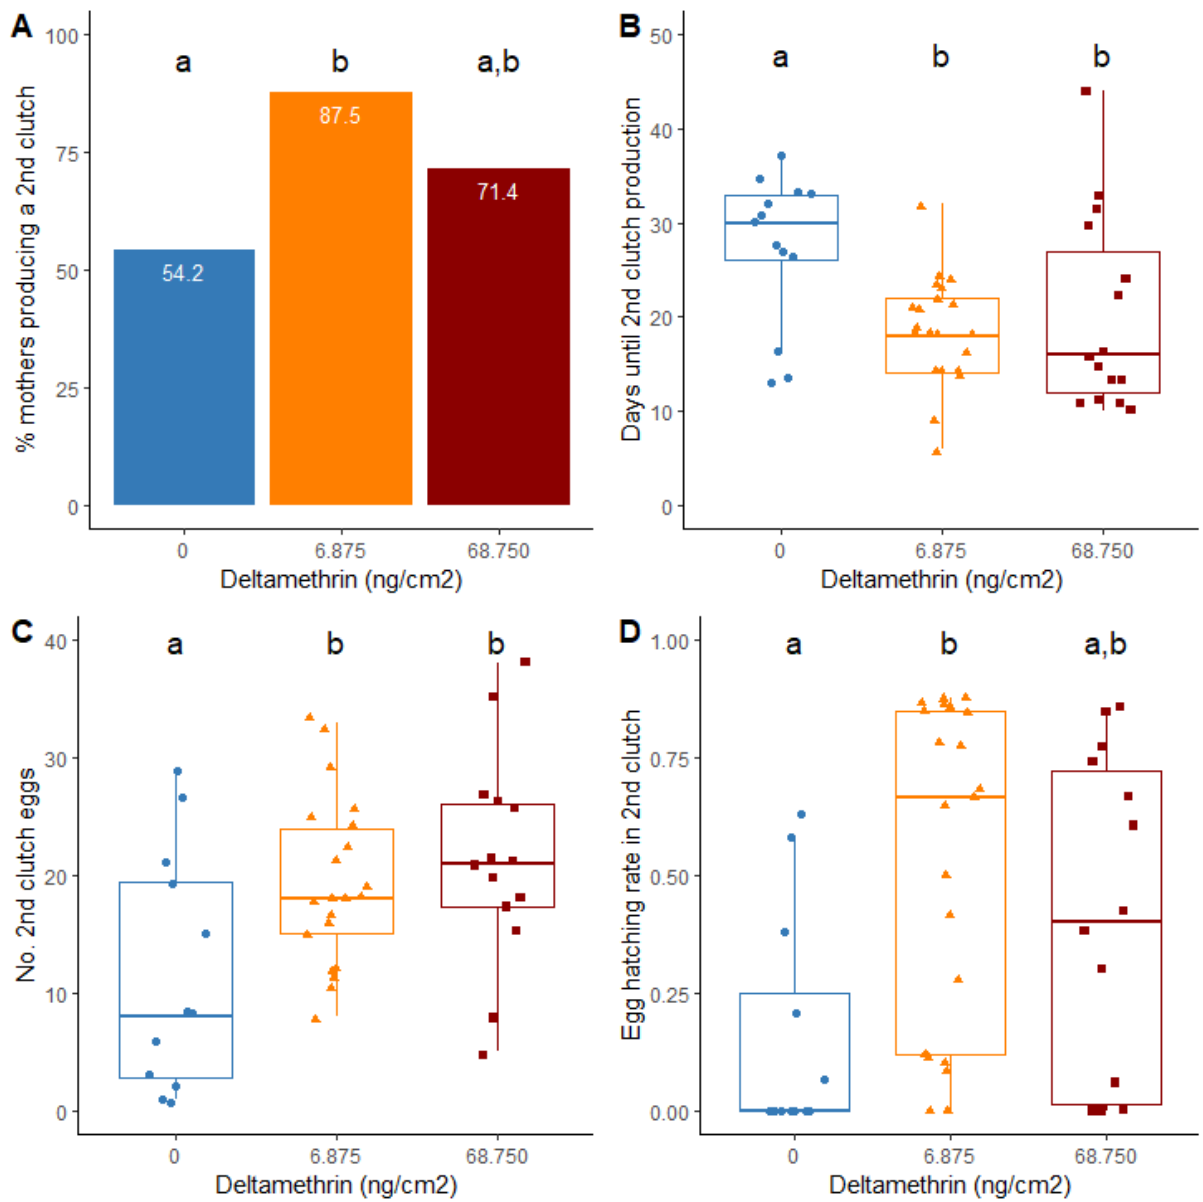 A
% mothers producing a 2nd clutch
100
75
50
25
0
a
b
a,b
54.2
87.5
71.4
0
6.875
68.750
Deltamethrin (ng/cm2)
B
Days until 2nd clutch production
50
40
30
20
10
0
a
b
b
0
6.875
68.750
Deltamethrin (ng/cm2)
C
No. 2nd clutch eggs
40
30
20
10
0
a
b
b
0
6.875
68.750
Deltamethrin (ng/cm2)
D
Egg hatching rate in 2nd clutch
1.00
0.75
0.50
0.25
0.00
a
b
a,b
0
6.875
68.750
Deltamethrin (ng/cm2)